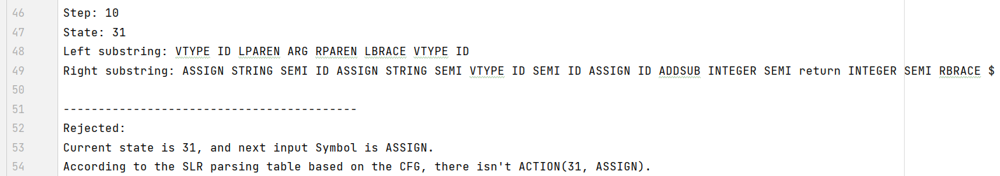 46 Step: 10
47 State: 31
48 Left substring: VTYPE ID LPAREN ARG RPAREN LBRACE VTYPE ID
49 Right substring: ASSIGN STRING SEMI ID ASSIGN STRING SEMI VTYPE ID SEMI ID ASSIGN ID ADDSUB INTEGER SEMI return INTEGER SEMI RBRACE $
50
51 ------------------------------------------
52 Rejected:
53 Current state is 31, and next input Symbol is ASSIGN.
54 According to the SLR parsing table based on the CFG, there isn't ACTION(31, ASSIGN).